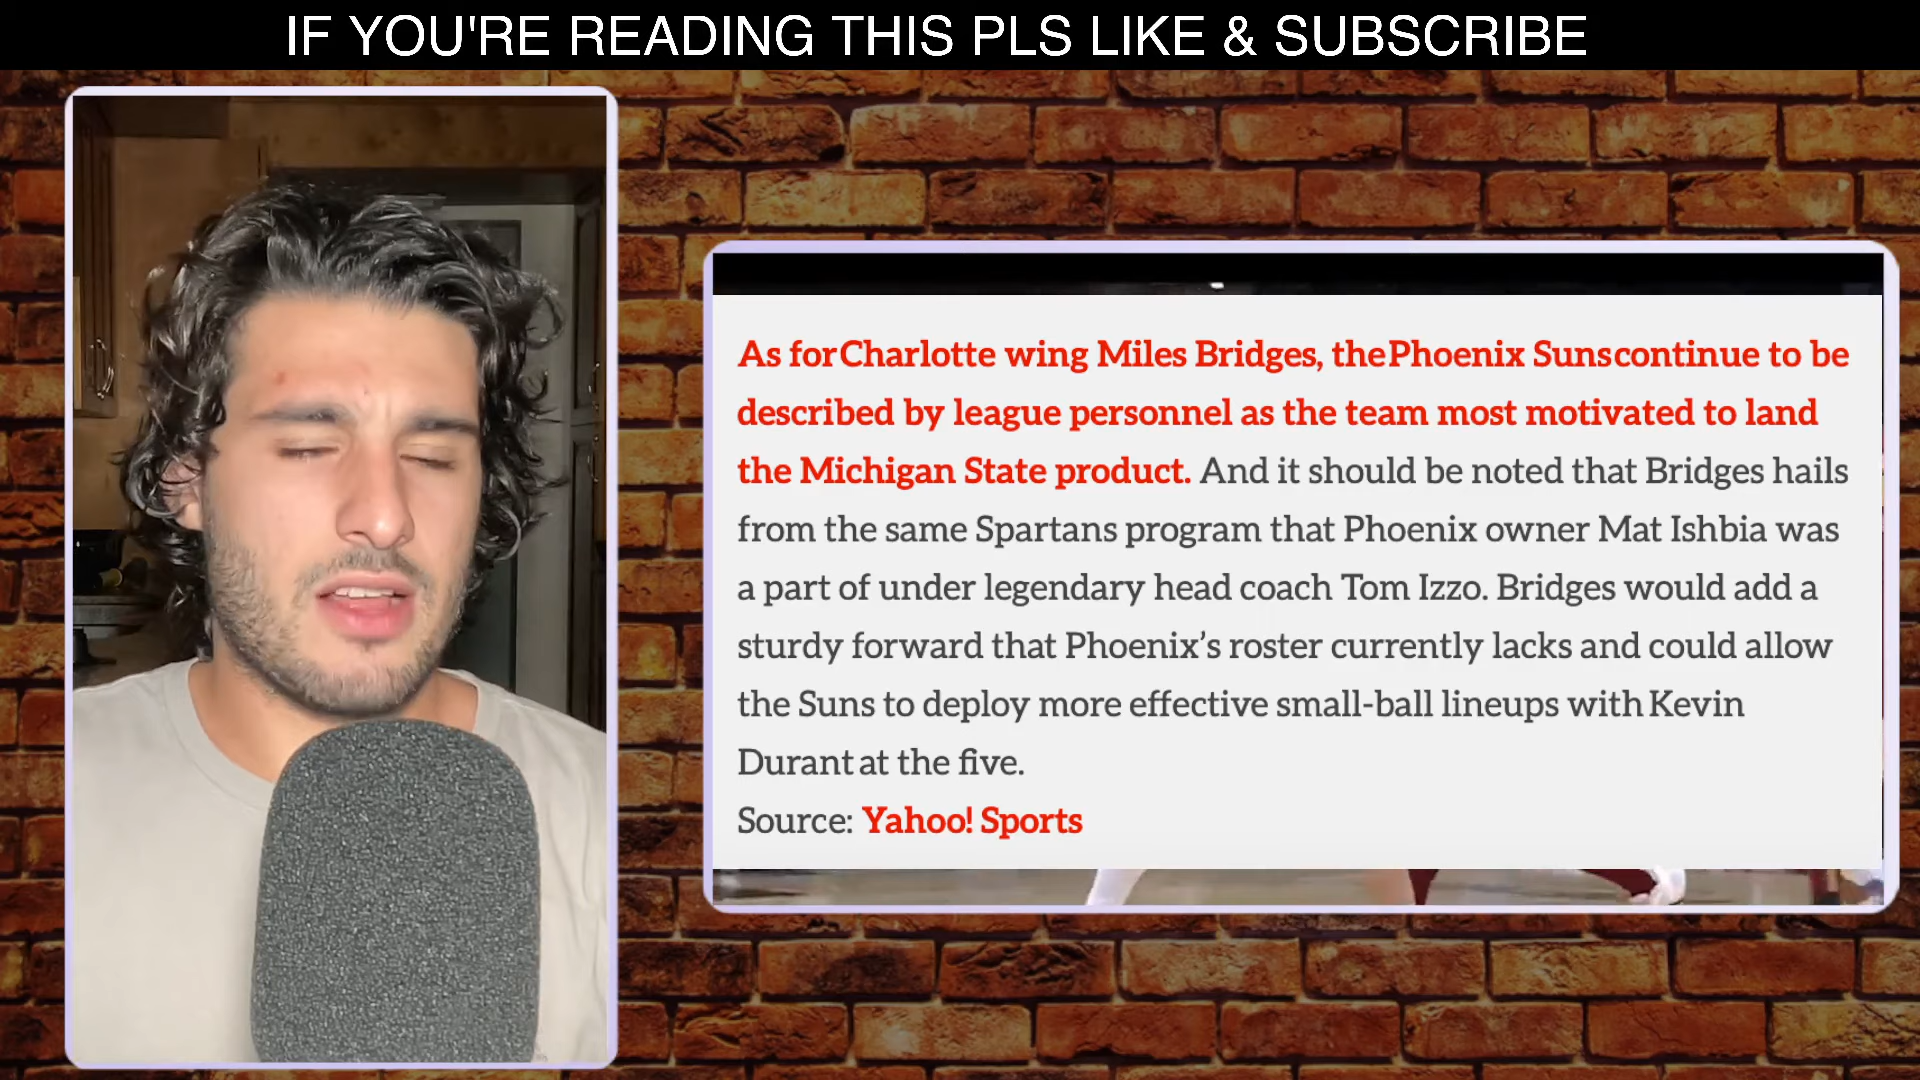 IF YOU'RE READING THIS PLS LIKE & SUBSCRIBE
As for Charlotte wing Miles Bridges, the Phoenix Suns continue to be
described by league personnel as the team most motivated to land
the Michigan State product. And it should be noted that Bridges hails
from the same Spartans program that Phoenix owner Mat Ishbia was
a part of under legendary head coach Tom Izzo. Bridges would add a
sturdy forward that Phoenix’s roster currently lacks and could allow
the Suns to deploy more effective small-ball lineups with Kevin
Durant at the five.
Source: Yahoo! Sports